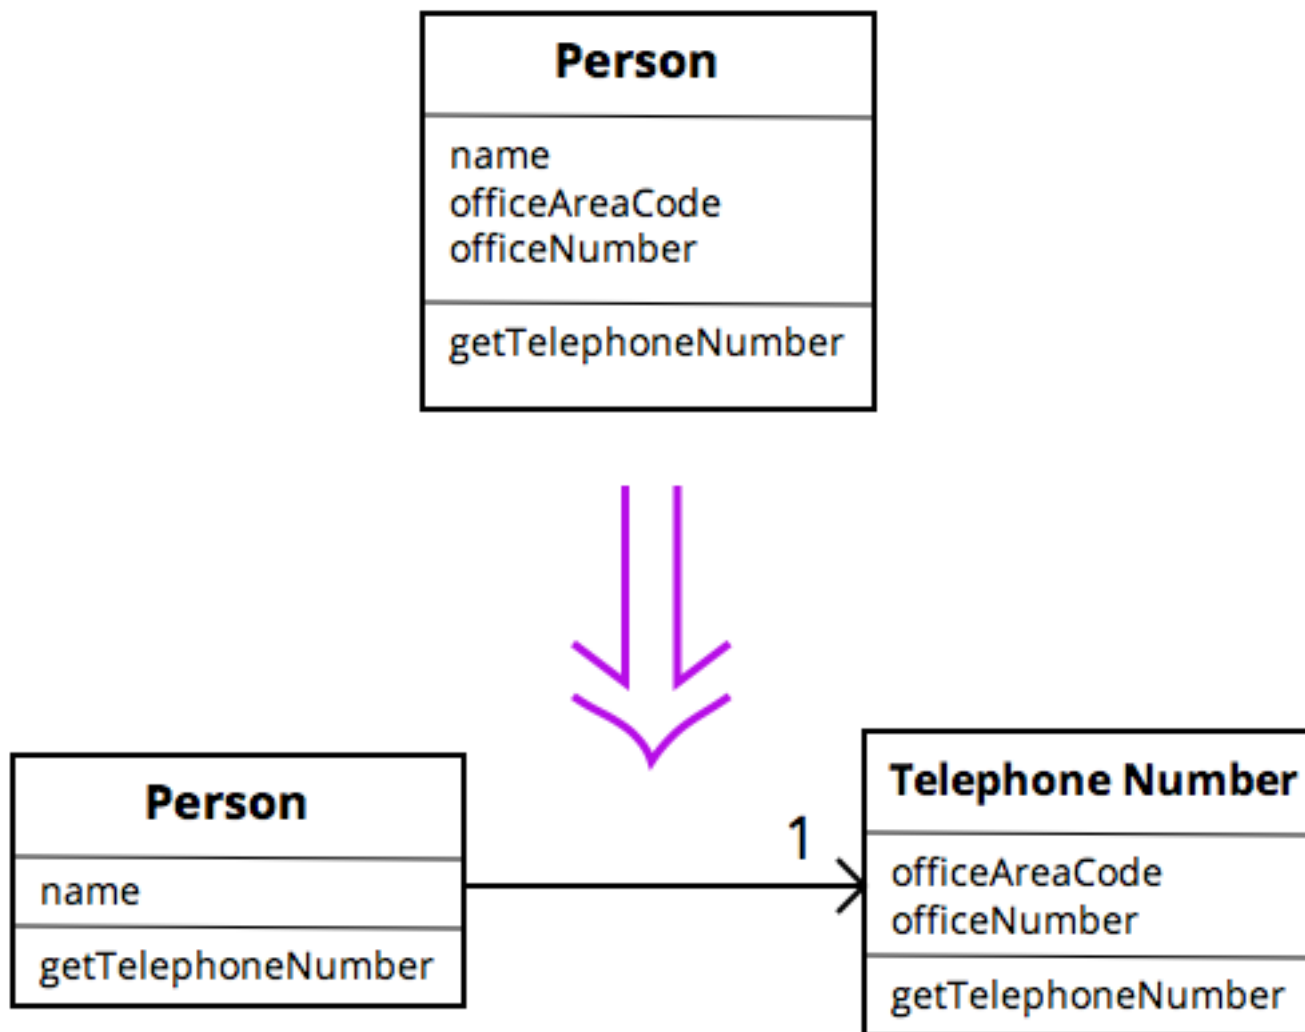 Person
name
officeAreaCode
officeNumber
getTelephoneNumber
Person
name
getTelephoneNumber
1
Telephone Number
officeAreaCode
officeNumber
getTelephoneNumber